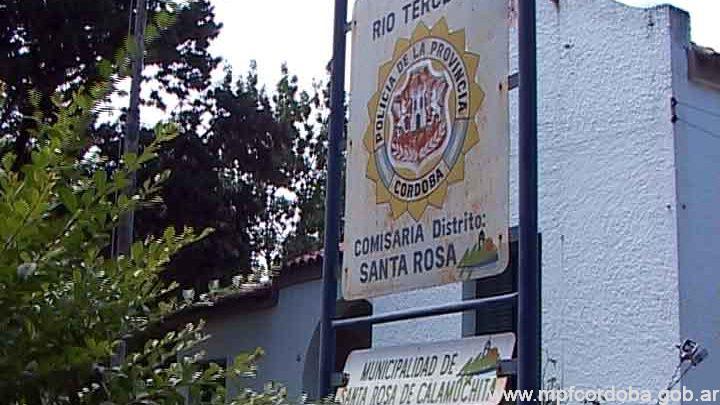 RIO TERCE
POLICIA DE LA PROVINCIA
CORDOBA
COMISARIA Distrito:
SANTA ROSA
MUNICIPALIDAD DE
SANTA ROSA DE CALAMUCHITA
www.mpfcordoba.gob.ar